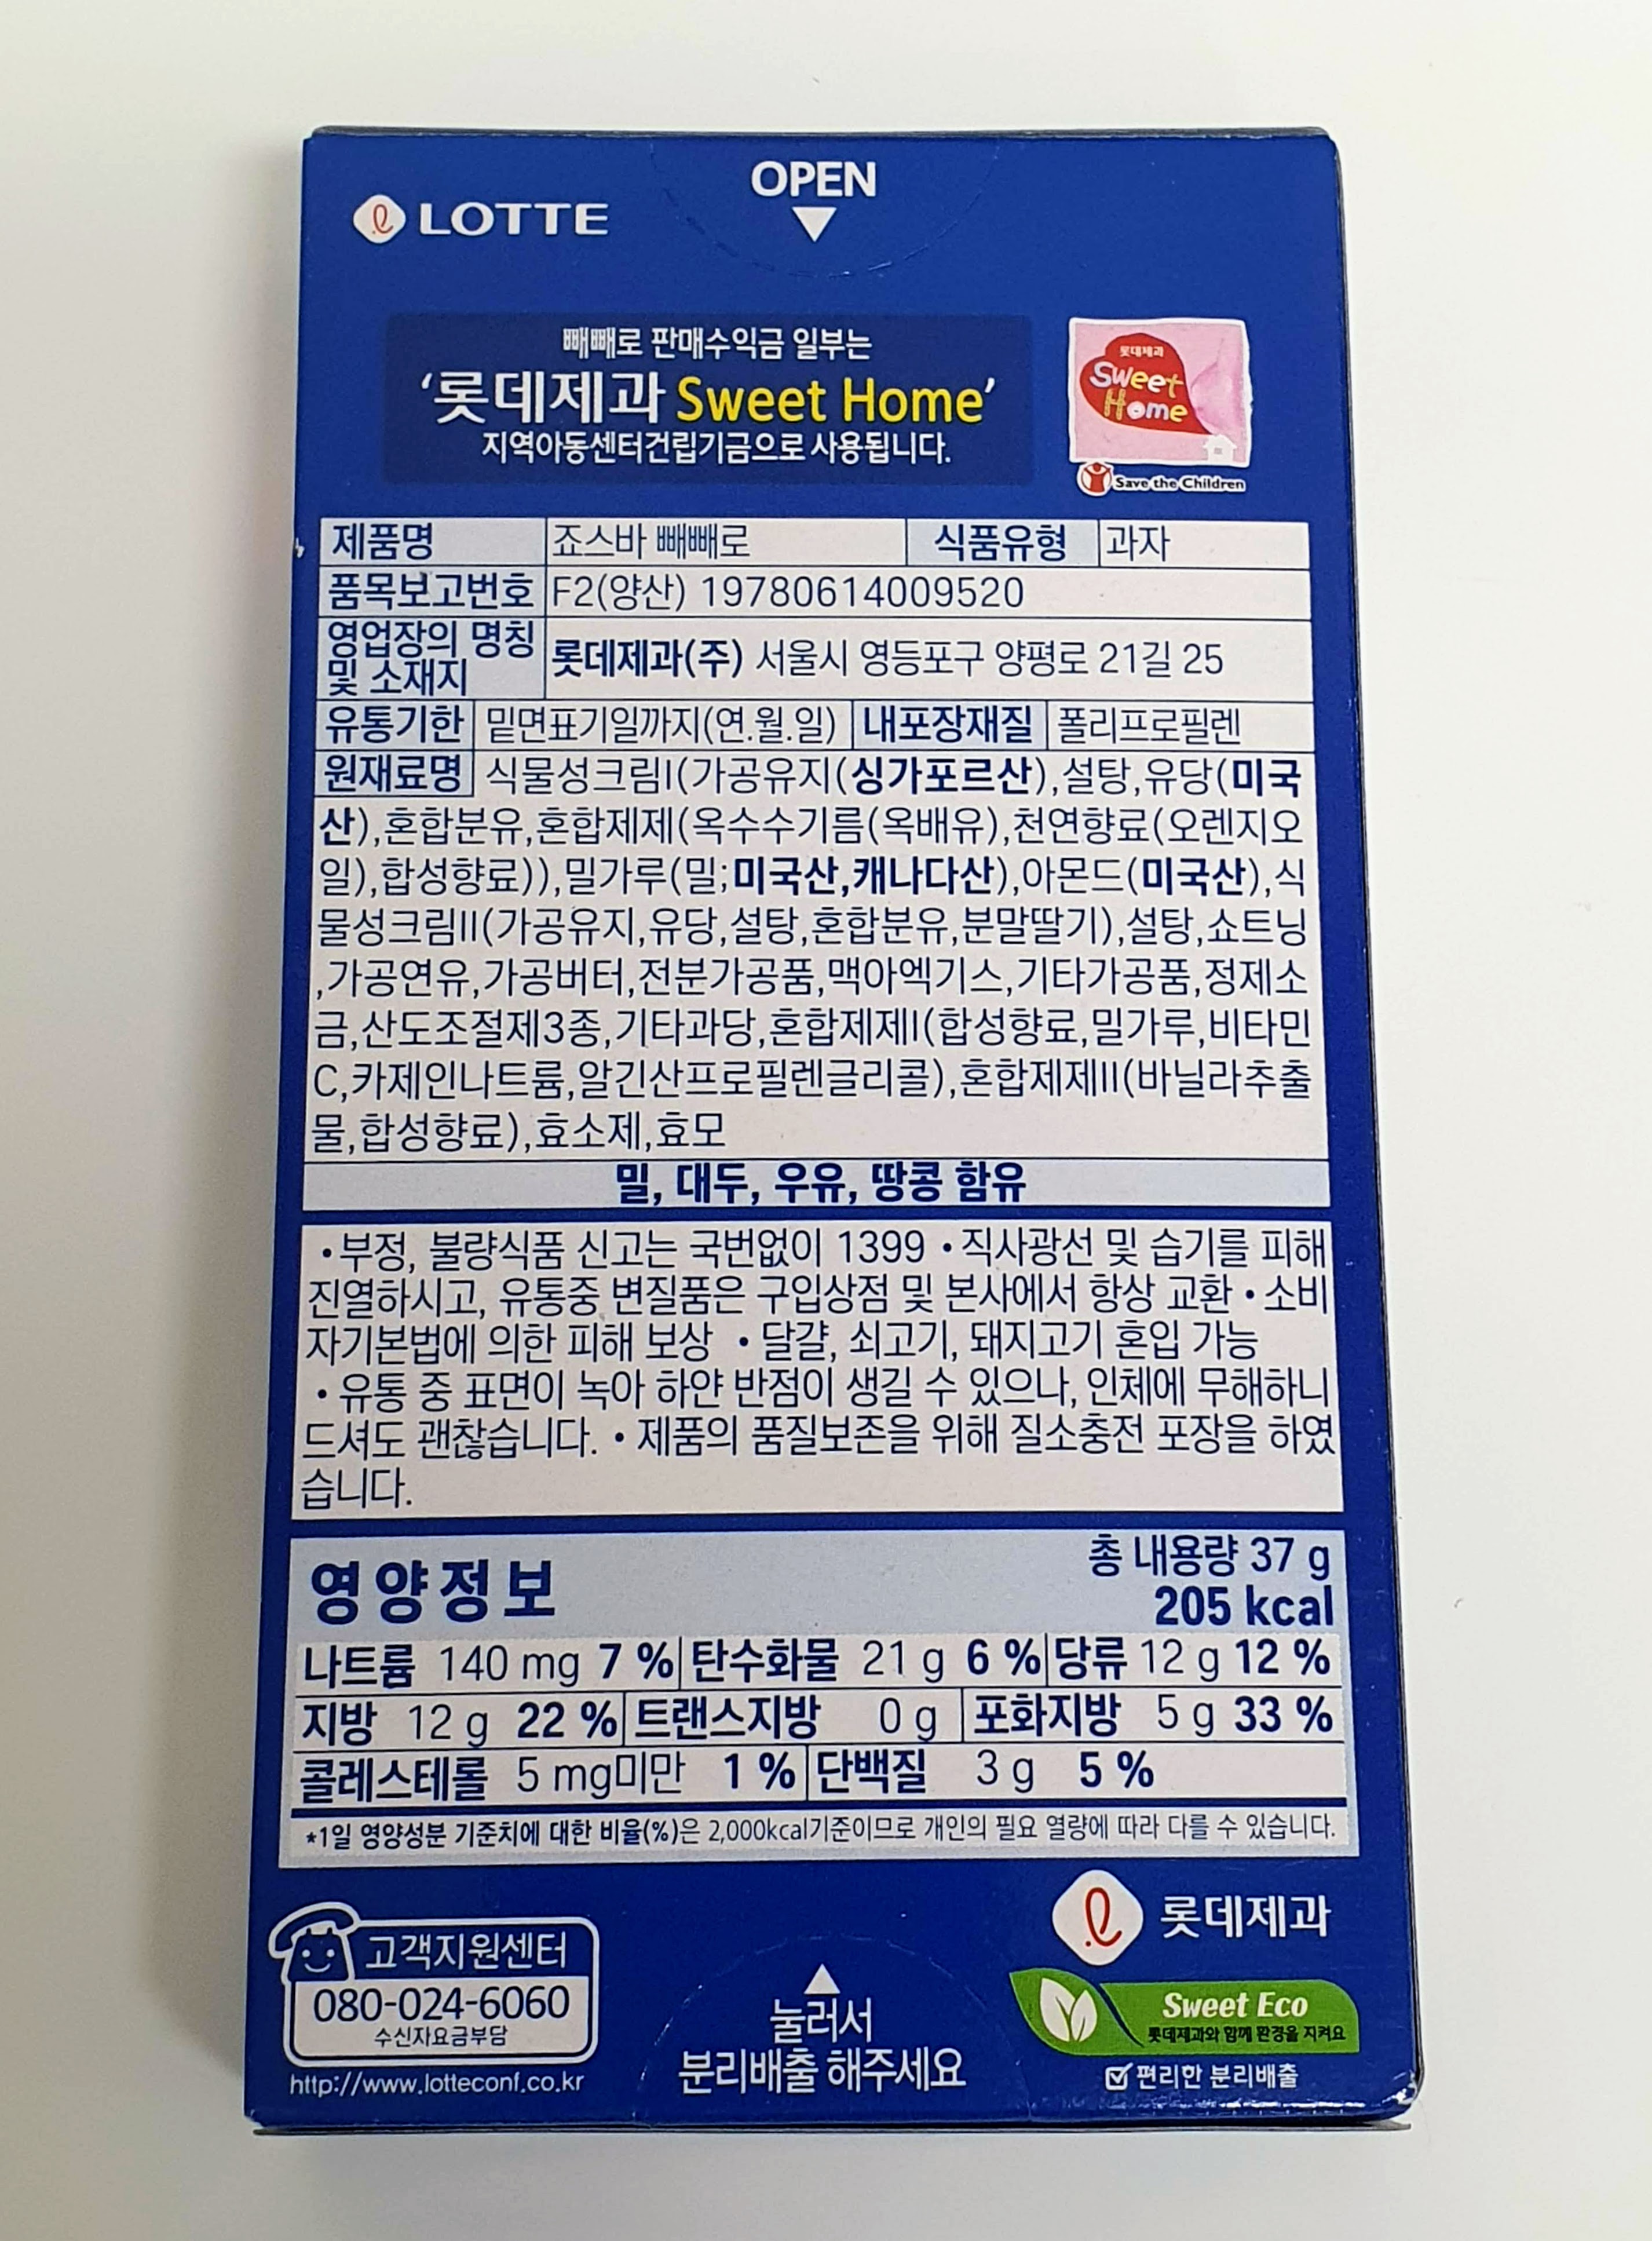 OPEN
LOTTE
빼빼로 판매수익금 일부는
‘롯데제과 Sweet Home’
지역아동센터건립기금으로 사용됩니다.
롯데제과
Sweet
Home
Save the Children
제품명 죠스바 빼빼로 식품유형 과자
품목보고번호 F2(양산) 19780614009520
영업장의 명칭
및 소재지
롯데제과(주) 서울시 영등포구 양평로 21길 25
유통기한 밑면표기일까지(연.월.일) 내포장재질 폴리프로필렌
원재료명 식물성크림I(가공유지(싱가포르산),설탕,유당(미국
산),혼합분유,혼합제제(옥수수기름(옥배유),천연향료(오렌지오
일),합성향료)),밀가루(밀;미국산,캐나다산),아몬드(미국산),식
물성크림II(가공유지,유당,설탕,혼합분유,분말딸기),설탕,쇼트닝
,가공연유,가공버터,전분가공품,맥아엑기스,기타가공품,정제소
금,산도조절제3종,기타과당,혼합제제I(합성향료,밀가루,비타민
C,카제인나트륨,알긴산프로필렌글리콜),혼합제제II(바닐라추출
물,합성향료),효소제,효모
밀, 대두, 우유, 땅콩 함유
•부정, 불량식품 신고는 국번없이 1399 •직사광선 및 습기를 피해
진열하시고, 유통중 변질품은 구입상점 및 본사에서 항상 교환 •소비
자기본법에 의한 피해 보상 •달걀, 쇠고기, 돼지고기 혼입 가능
•유통 중 표면이 녹아 하얀 반점이 생길 수 있으나, 인체에 무해하니
드셔도 괜찮습니다. •제품의 품질보존을 위해 질소충전 포장을 하였
습니다.
영양정보
총 내용량 37 g
205 kcal
나트륨 140 mg 7 % 탄수화물 21 g 6 % 당류 12 g 12 %
지방 12 g 22 % 트랜스지방 0 g 포화지방 5 g 33 %
콜레스테롤 5 mg미만 1 % 단백질 3 g 5 %
*1일 영양성분 기준치에 대한 비율(%)은 2,000kcal기준이므로 개인의 필요 열량에 따라 다를 수 있습니다.
고객지원센터
080-024-6060
수신자요금부담
http://www.lotteconf.co.kr
눌러서
분리배출 해주세요
롯데제과
Sweet Eco
롯데제과와 함께 환경을 지켜요
편리한 분리배출